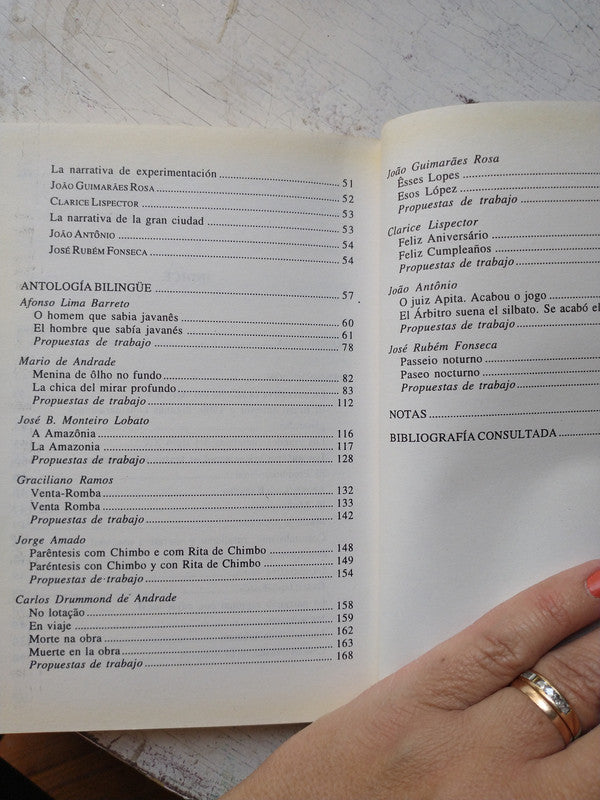 La narrativa de experimentación 51
JOÃO GUIMARÃES ROSA 52
CLARICE LISPECTOR 53
La narrativa de la gran ciudad 53
JOÃO ANTÔNIO 54
JOSÉ RUBÉM FONSECA 54
ANTOLOGÍA BILINGÜE 57
Afonso Lima Barreto
O homem que sabia javanês 60
El hombre que sabía javanés 61
Propuestas de trabajo 78
Mario de Andrade
Menina de ôlho no fundo 82
La chica del mirar profundo 83
Propuestas de trabajo 112
José B. Monteiro Lobato
A Amazônia 116
La Amazonia 117
Propuestas de trabajo 128
Graciliano Ramos
Venta-Romba 132
Venta Romba 133
Propuestas de trabajo 142
Jorge Amado
Parêntesis com Chimbo e com Rita de Chimbo 148
Paréntesis con Chimbo y con Rita de Chimbo 149
Propuestas de trabajo 154
Carlos Drummond de Andrade
No lotação 158
En viaje 159
Morte na obra 162
Muerte en la obra 163
Propuestas de trabajo 168
João Guimarães Rosa
Êsses Lopes
Esos López
Propuestas de trabajo
Clarice Lispector
Feliz Aniversário
Feliz Cumpleaños
Propuestas de trabajo
João Antônio
O juiz Apita. Acabou o jogo
El Árbitro suena el silbato. Se acabó el
Propuestas de trabajo
José Rubém Fonseca
Passeio noturno
Paseo nocturno
Propuestas de trabajo
NOTAS
BIBLIOGRAFÍA CONSULTADA